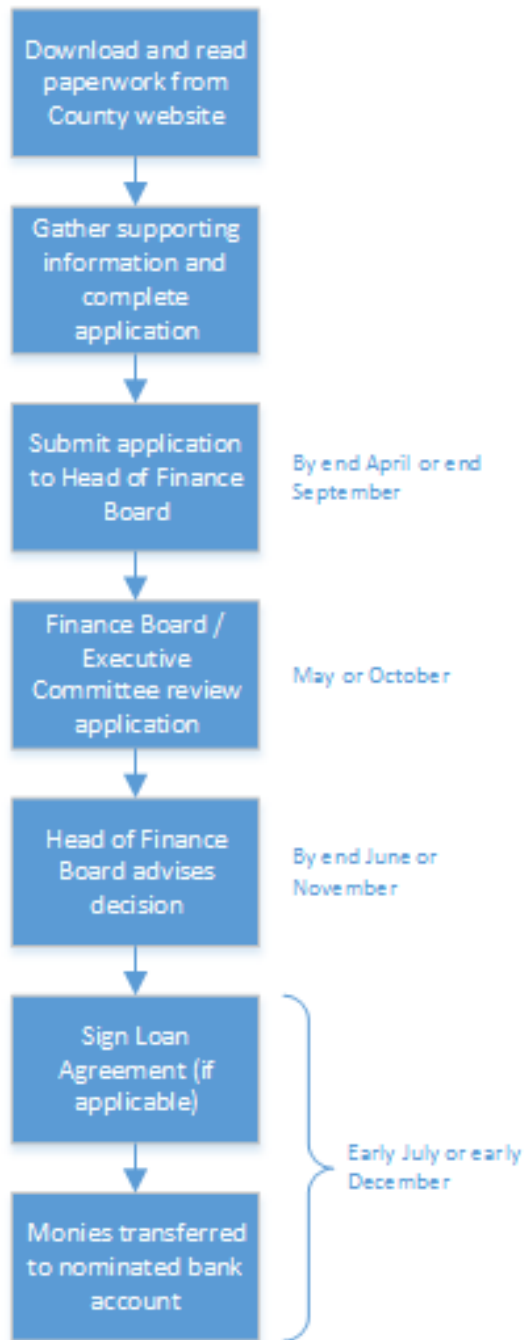 Download and read
paperwork from
County website
Gather supporting
information and
complete
application
Submit application
to Head of Finance
Board
By end April or end
September
Finance Board /
Executive
Committee review
application
May or October
Head of Finance
Board advises
decision
By end June or
November
Sign Loan
Agreement (if
applicable)
Early July or early
December
Monies transferred
to nominated bank
account